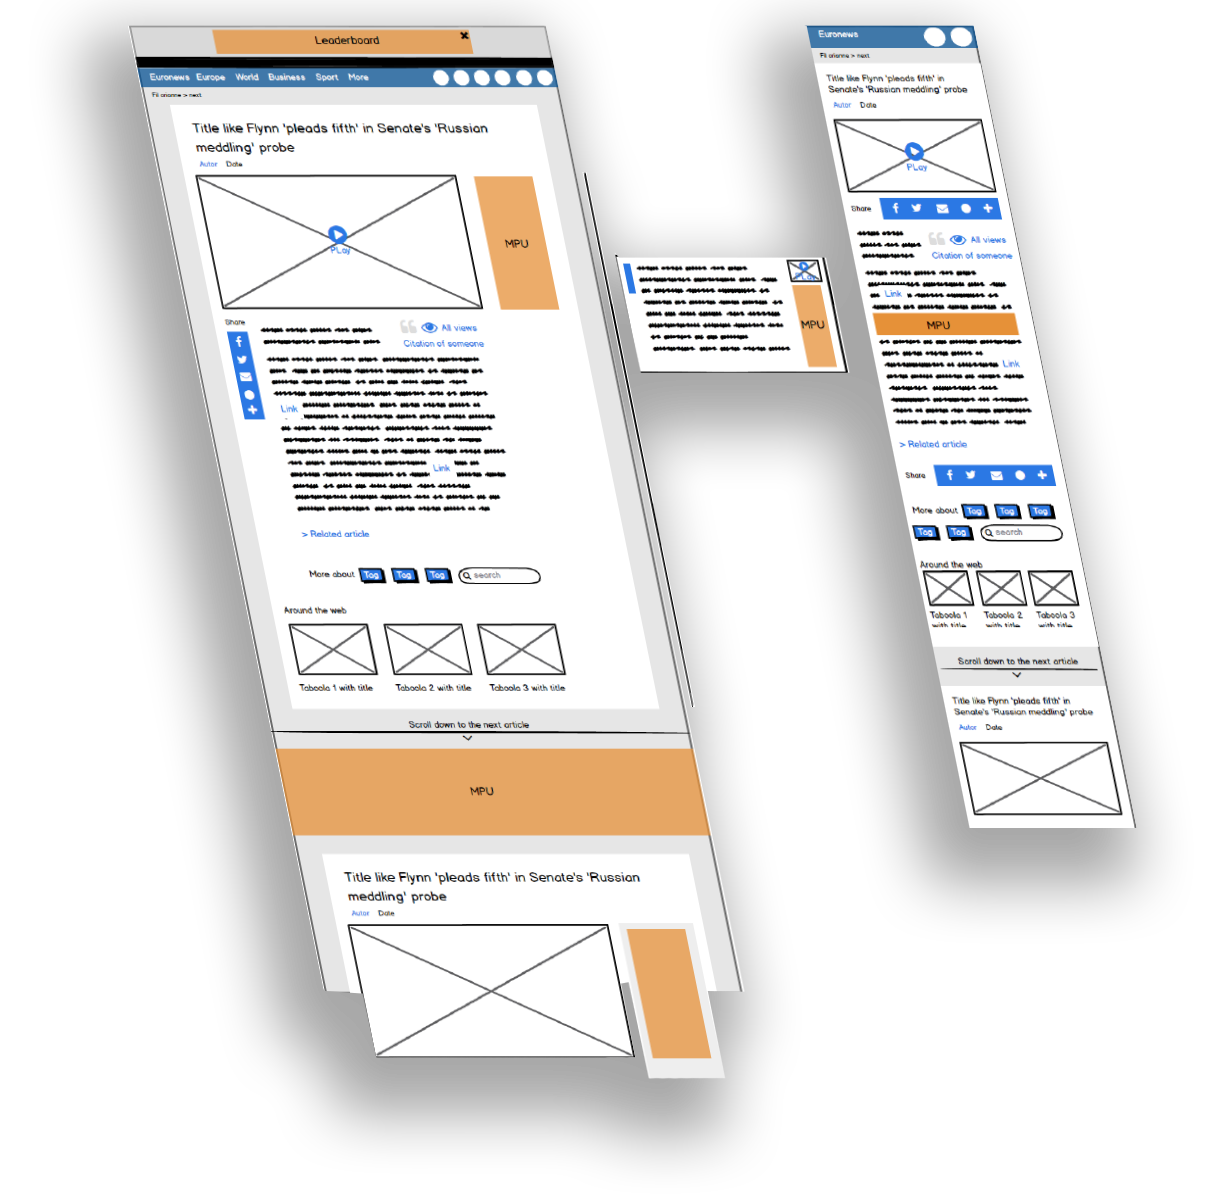 Leaderboard
Euronews Europe World Business Sport More
Fil arianne > next
Title like Flynn 'pleads fifth' in Senate's 'Russian
meddling' probe
Autor Date
PLay
MPU
Share
All views
Citation of someone
Link
Link
> Related article
More about Tag Tag Tag search
Around the web
Taboola 1 with title Taboola 2 with title Taboola 3 with title
Scroll down to the next article
MPU
Title like Flynn 'pleads fifth' in Senate's 'Russian
meddling' probe
Autor Date
PLay
MPU
Euronews
Fil arianne > next
Title like Flynn 'pleads fifth' in
Senate's 'Russian meddling' probe
Autor Date
PLay
Share
All views
Citation of someone
Link
MPU
Link
> Related article
Share
More about Tag Tag Tag
Tag Tag search
Around the web
Taboola 1 Taboola 2 Taboola 3
with title with title with title
Scroll down to the next article
Title like Flynn 'pleads fifth' in
Senate's 'Russian meddling' probe
Autor Date